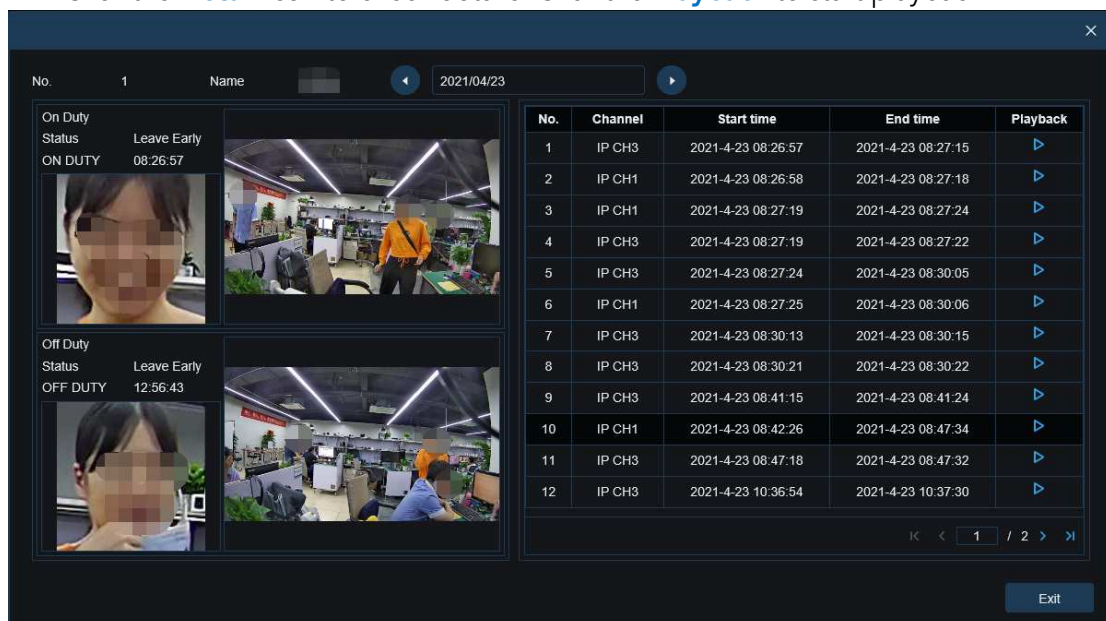 No. 1 Name 2021/04/23
On Duty
Status Leave Early
ON DUTY 08:26:57
Off Duty
Status Leave Early
OFF DUTY 12:56:43
No. Channel Start time End time Playback
1 IP CH3 2021-4-23 08:26:57 2021-4-23 08:27:15
2 IP CH1 2021-4-23 08:26:58 2021-4-23 08:27:18
3 IP CH1 2021-4-23 08:27:19 2021-4-23 08:27:24
4 IP CH3 2021-4-23 08:27:19 2021-4-23 08:27:22
5 IP CH3 2021-4-23 08:27:24 2021-4-23 08:30:05
6 IP CH1 2021-4-23 08:27:25 2021-4-23 08:30:06
7 IP CH3 2021-4-23 08:30:13 2021-4-23 08:30:15
8 IP CH3 2021-4-23 08:30:21 2021-4-23 08:30:22
9 IP CH3 2021-4-23 08:41:15 2021-4-23 08:41:24
10 IP CH1 2021-4-23 08:42:26 2021-4-23 08:47:34
11 IP CH3 2021-4-23 08:47:18 2021-4-23 08:47:32
12 IP CH3 2021-4-23 10:36:54 2021-4-23 10:37:30
1 / 2
Exit